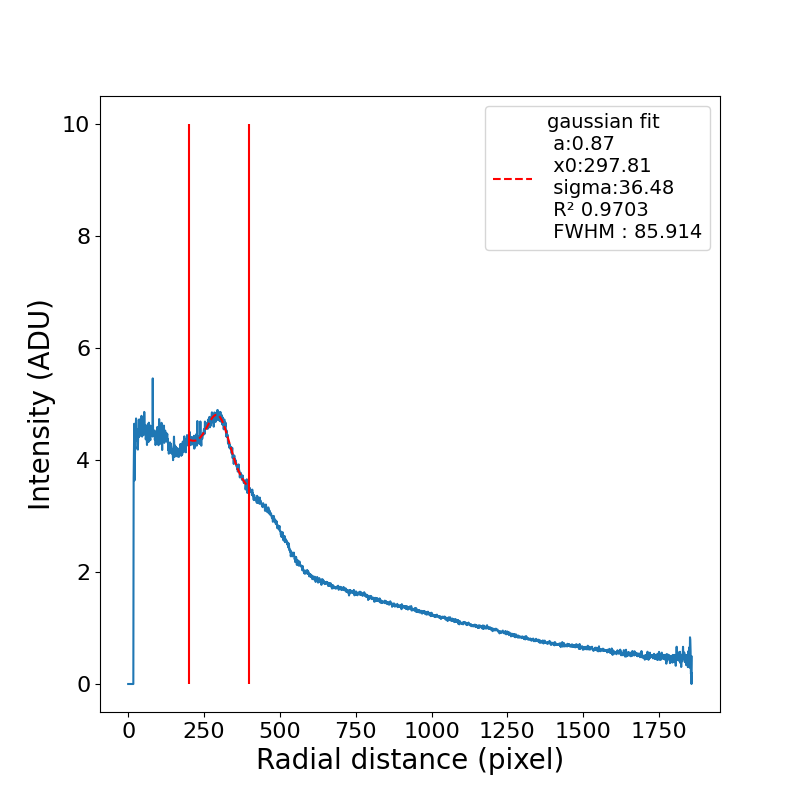 gaussian fit
a:0.87
x0:297.81
sigma:36.48
R² 0.9703
FWHM : 85.914
10
8
6
4
2
0
Intensity (ADU)
0 250 500 750 1000 1250 1500 1750
Radial distance (pixel)